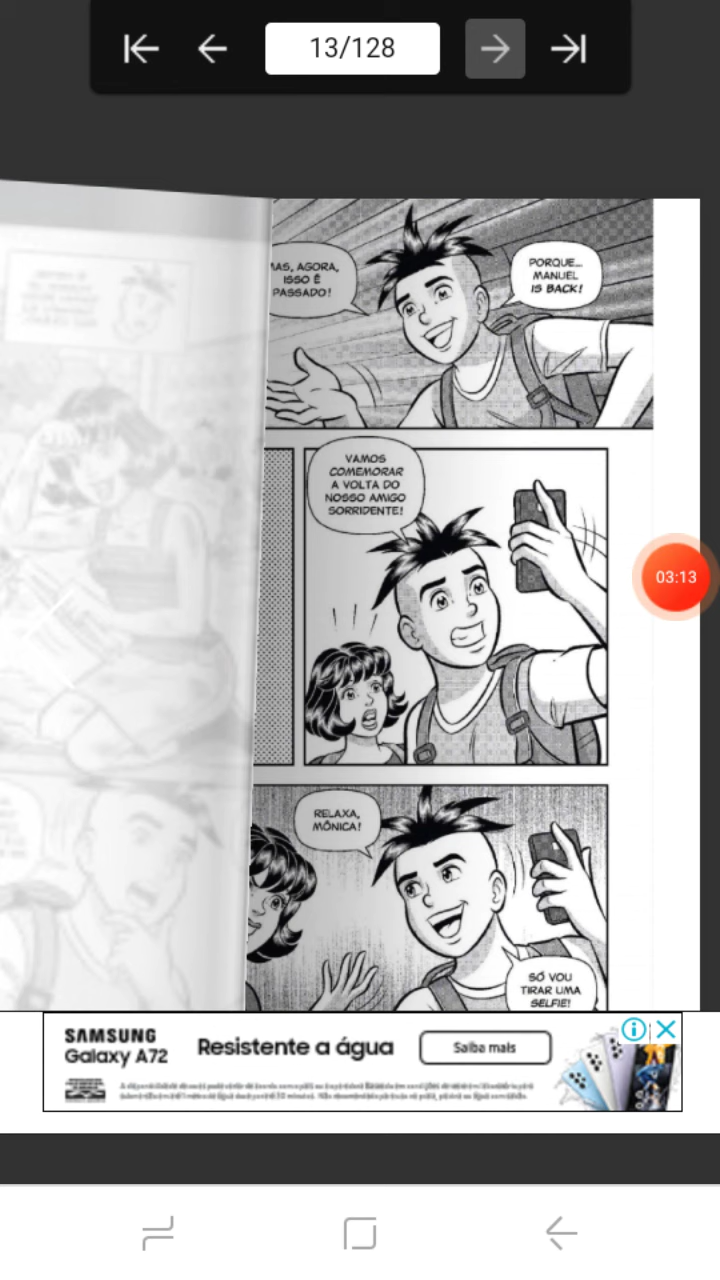 13/128
MAS, AGORA,
ISSO É
PASSADO!
PORQUE...
MANUEL
IS BACK!
VAMOS
COMEMORAR
A VOLTA DO
NOSSO AMIGO
SORRIDENTE!
03:13
RELAXA,
MÔNICA!
SÓ VOU
TIRAR UMA
SELFIE!
SAMSUNG
Galaxy A72
Resistente a água
Saiba mais